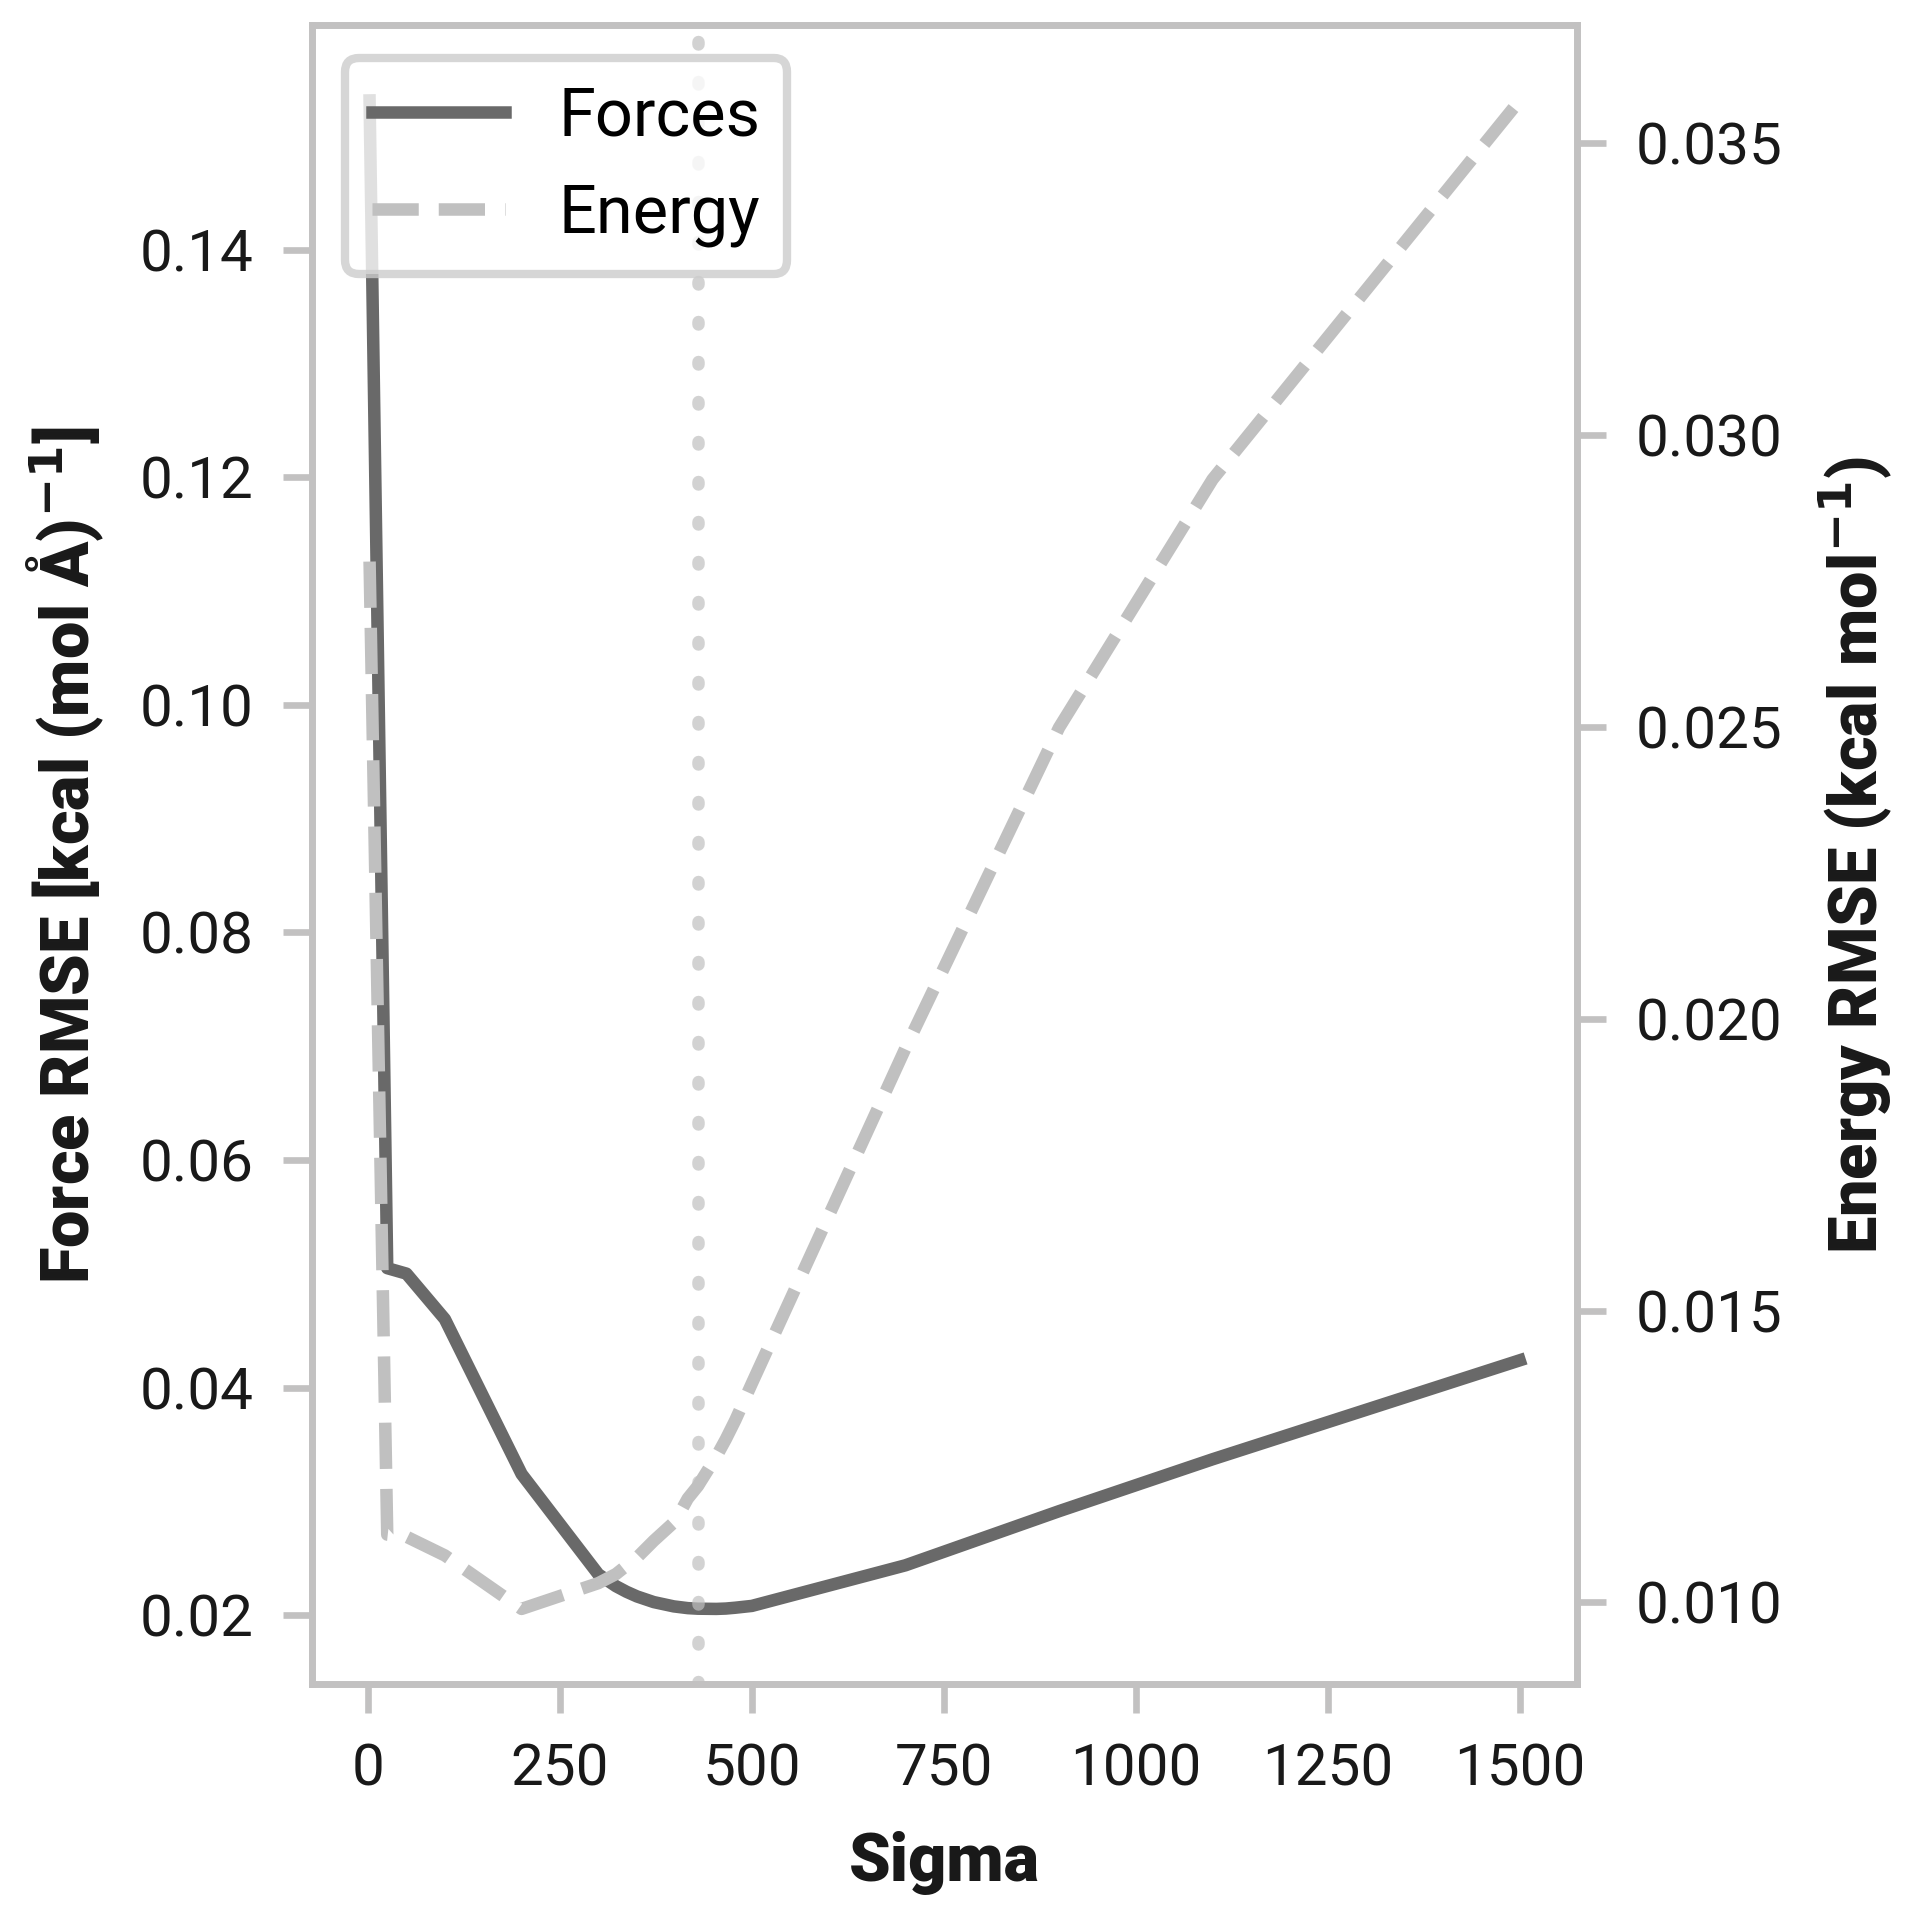 Forces
Energy
0.14
0.12
0.10
0.08
0.06
0.04
0.02
Force RMSE [kcal (mol Å)⁻¹]
0.035
0.030
0.025
0.020
0.015
0.010
Energy RMSE (kcal mol⁻¹)
0 250 500 750 1000 1250 1500
Sigma